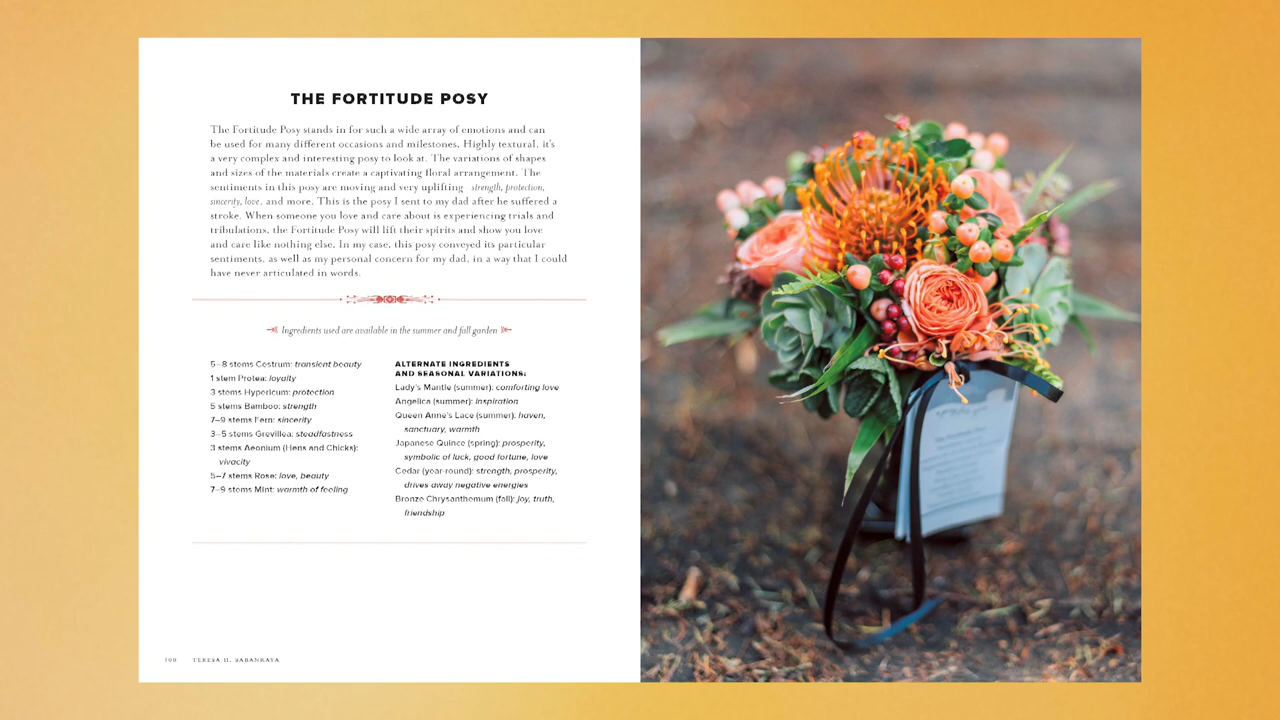 THE FORTITUDE POSY
The Fortitude Posy stands in for such a wide array of emotions and can
be used for many different occasions and milestones. Highly textural, it's
a very complex and interesting posy to look at. The variations of shapes
and sizes of the materials create a captivating floral arrangement. The
sentiments in this posy are moving and very uplifting strength, protection,
sincerity, love, and more. This is the posy I sent to my dad after he suffered a
stroke. When someone you love and care about is experiencing trials and
tribulations, the Fortitude Posy will lift their spirits and show you love
and care like nothing else. In my case, this posy conveyed its particular
sentiments, as well as my personal concern for my dad, in a way that I could
have never articulated in words.
Ingredients used are available in the summer and fall garden
5–8 stems Cestrum: transient beauty
1 stem Protea: loyalty
3 stems Hypericum: protection
5 stems Bamboo: strength
7–9 stems Fern: sincerity
3–5 stems Grevillea: steadfastness
3 stems Aeonium (Hens and Chicks):
vivacity
5–7 stems Rose: love, beauty
7–9 stems Mint: warmth of feeling
ALTERNATE INGREDIENTS
AND SEASONAL VARIATIONS:
Lady's Mantle (summer): comforting love
Angelica (summer): inspiration
Queen Anne's Lace (summer): haven,
sanctuary, warmth
Japanese Quince (spring): prosperity,
symbolic of luck, good fortune, love
Cedar (year-round): strength, prosperity,
drives away negative energies
Bronze Chrysanthemum (fall): joy, truth,
friendship
100 TERESA H. SABANKAYA